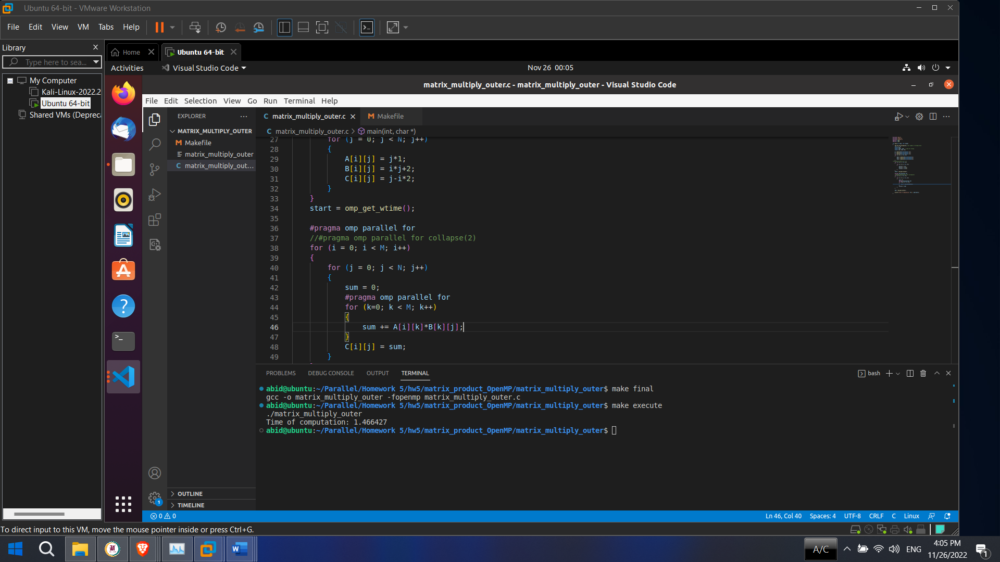 Ubuntu 64-bit - VMware Workstation
File Edit View VM Tabs Help
Library
Type here to sea...
My Computer
Kali-Linux-2022.2
Ubuntu 64-bit
Shared VMs (Depreca
Home
Ubuntu 64-bit
Activities
Visual Studio Code
Nov 26 00:05
matrix_multiply_outer.c - matrix_multiply_outer - Visual Studio Code
File Edit Selection View Go Run Terminal Help
EXPLORER
MATRIX_MULTIPLY_OUTER
M Makefile
matrix_multiply_outer
C matrix_multiply_out...
OUTLINE
TIMELINE
C matrix_multiply_outer.c
M Makefile
C matrix_multiply_outer.c > main(int, char *)
27 for (j = 0; j < N; j++)
28 {
29 A[i][j] = j*1;
30 B[i][j] = i*j+2;
31 C[i][j] = j-i*2;
32 }
33 }
34 start = omp_get_wtime();
35
36 #pragma omp parallel for
37 //#pragma omp parallel for collapse(2)
38 for (i = 0; i < M; i++)
39 {
40 for (j = 0; j < N; j++)
41 {
42 sum = 0;
43 #pragma omp parallel for
44 for (k=0; k < M; k++)
45 {
46 sum += A[i][k]*B[k][j];
47 }
48 C[i][j] = sum;
49 }
PROBLEMS DEBUG CONSOLE OUTPUT TERMINAL
bash
abid@ubuntu:~/Parallel/Homework 5/hw5/matrix_product_OpenMP/matrix_multiply_outer$ make final
gcc -o matrix_multiply_outer -fopenmp matrix_multiply_outer.c
abid@ubuntu:~/Parallel/Homework 5/hw5/matrix_product_OpenMP/matrix_multiply_outer$ make execute
./matrix_multiply_outer
Time of computation: 1.466427
abid@ubuntu:~/Parallel/Homework 5/hw5/matrix_product_OpenMP/matrix_multiply_outer$
1
0 0
Ln 46, Col 40 Spaces: 4 UTF-8 CRLF C Linux
To direct input to this VM, move the mouse pointer inside or press Ctrl+G.
A/C
ENG
4:05 PM
11/26/2022
1